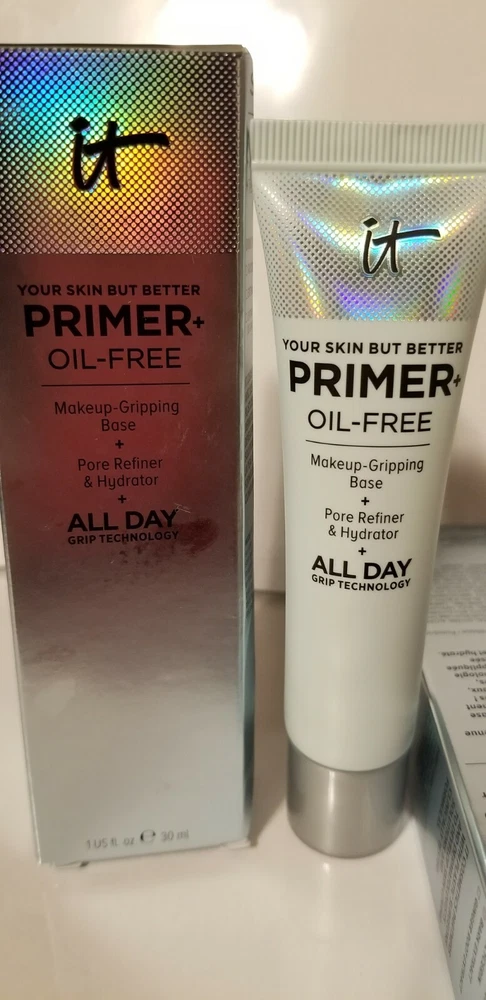 it
YOUR SKIN BUT BETTER
PRIMER+
OIL-FREE
Makeup-Gripping
Base
+
Pore Refiner
& Hydrator
+
ALL DAY
GRIP TECHNOLOGY
1 US fl. oz ℮ 30 ml
it
YOUR SKIN BUT BETTER
PRIMER+
OIL-FREE
Makeup-Gripping
Base
+
Pore Refiner
& Hydrator
+
ALL DAY
GRIP TECHNOLOGY